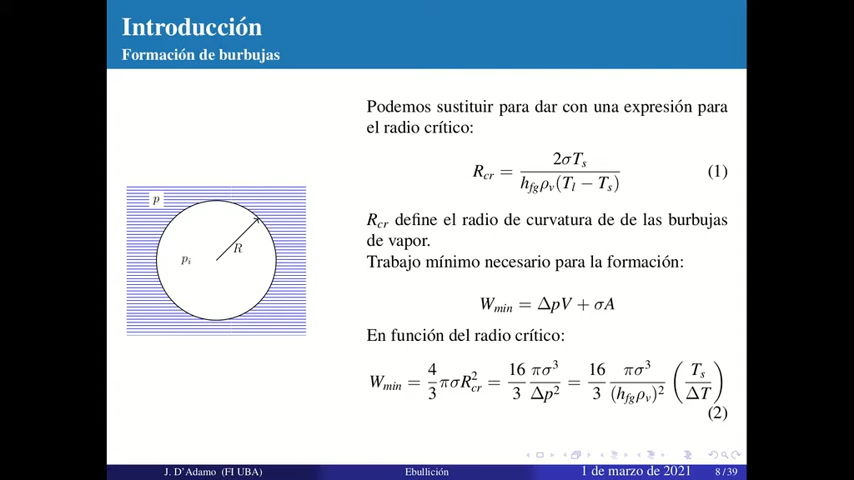 Introducción
Formación de burbujas
Podemos sustituir para dar con una expresión para
el radio crítico:
R_cr = 2σT_s / h_fg ρ_v (T_l − T_s) (1)
p
p_i
R
R_cr define el radio de curvatura de de las burbujas
de vapor.
Trabajo mínimo necesario para la formación:
W_min = ΔpV + σA
En función del radio crítico:
W_min = 4/3 πσR²_cr = 16/3 πσ³/Δp² = 16/3 πσ³/(h_fg ρ_v)² (T_s/ΔT)
(2)
J. D'Adamo (FI UBA) Ebullición 1 de marzo de 2021 8 / 39